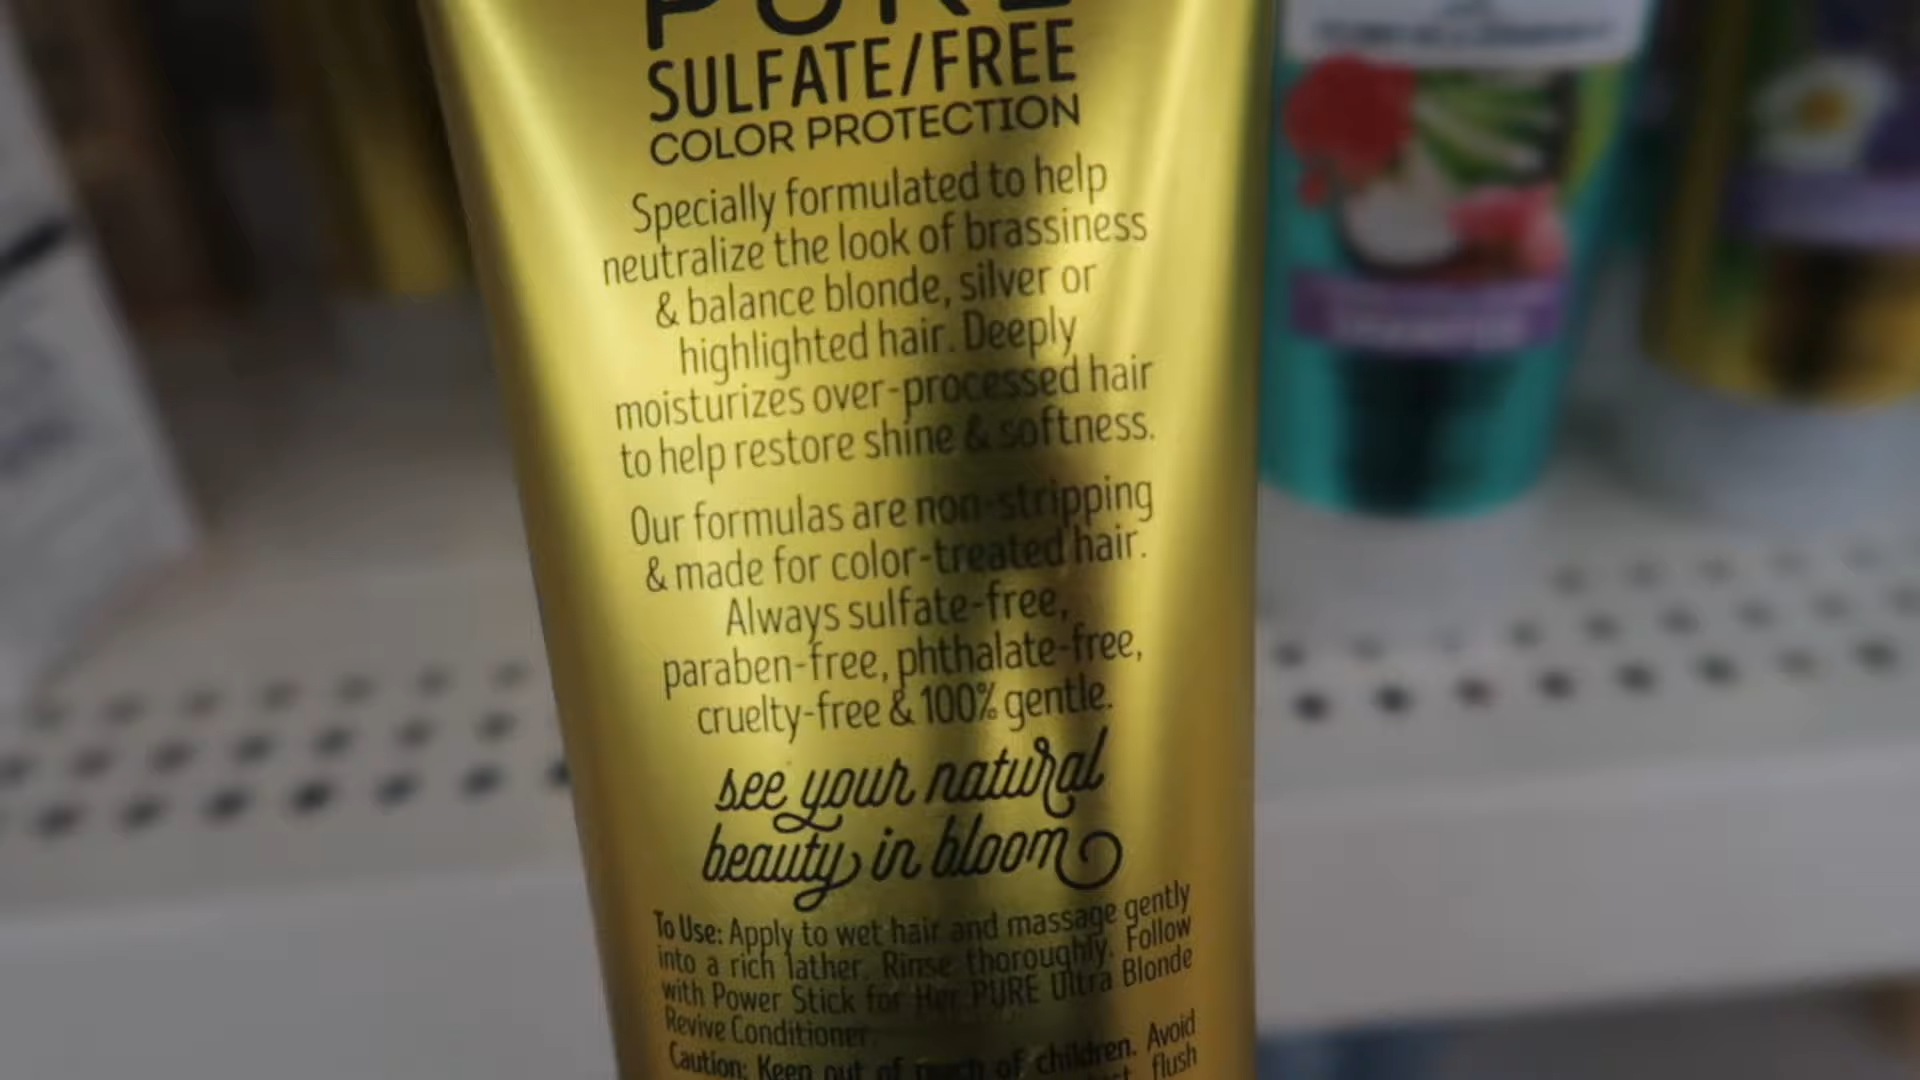 PURE
SULFATE/FREE
COLOR PROTECTION
Specially formulated to help
neutralize the look of brassiness
& balance blonde, silver or
highlighted hair. Deeply
moisturizes over-processed hair
to help restore shine & softness.
Our formulas are non-stripping
& made for color-treated hair.
Always sulfate-free,
paraben-free, phthalate-free,
cruelty-free & 100% gentle.
see your natural
beauty in bloom
To Use: Apply to wet hair and massage gently
into a rich lather. Rinse thoroughly. Follow
with Power Stick for Her PURE Ultra Blonde
Revive Conditioner.
Caution: Keep out of reach of children. Avoid
flush